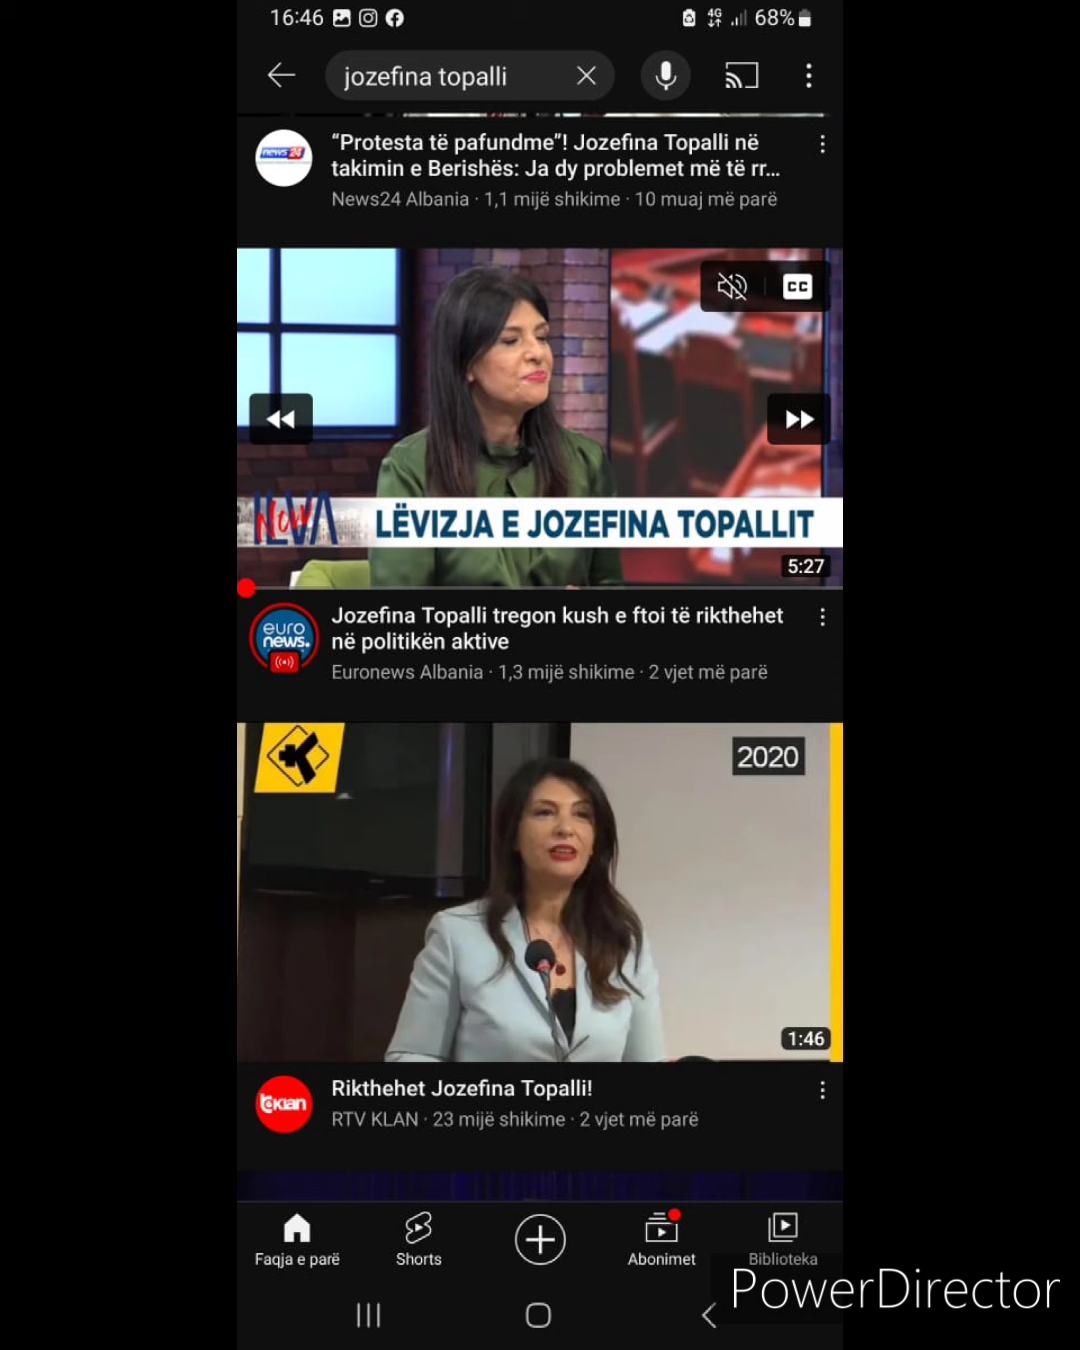 16:46
4G
68%
jozefina topalli
news 24
“Protesta të pafundme”! Jozefina Topalli në
takimin e Berishës: Ja dy problemet më të rr...
News24 Albania · 1,1 mijë shikime · 10 muaj më parë
CC
Now
LËVIZJA E JOZEFINA TOPALLIT
5:27
euro
news.
Jozefina Topalli tregon kush e ftoi të rikthehet
në politikën aktive
Euronews Albania · 1,3 mijë shikime · 2 vjet më parë
K
2020
1:46
klan
Rikthehet Jozefina Topalli!
RTV KLAN · 23 mijë shikime · 2 vjet më parë
Faqja e parë
Shorts
Abonimet
Biblioteka
PowerDirector